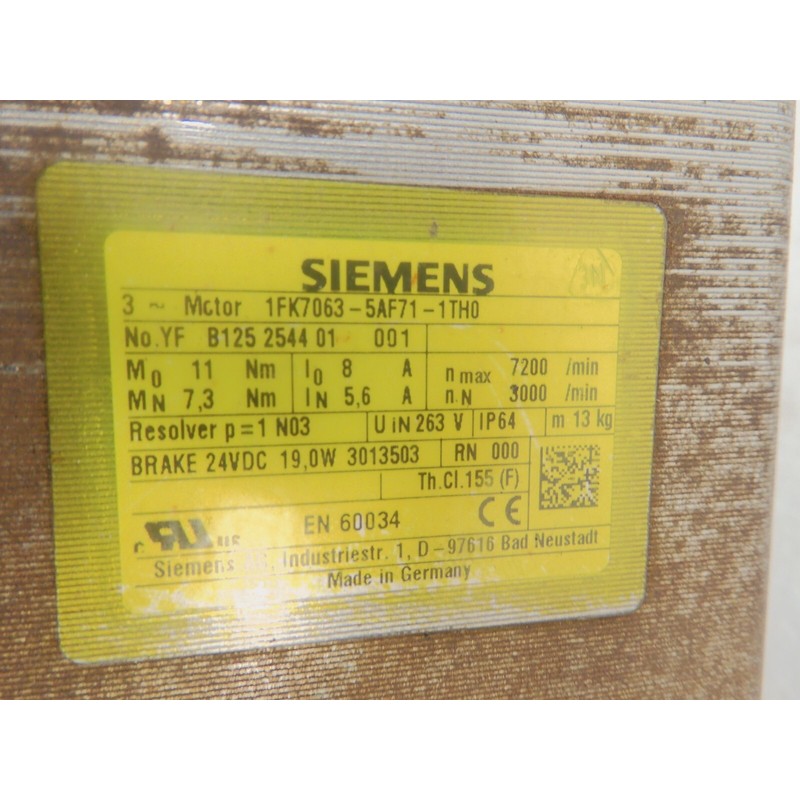 SIEMENS
3 ~ Motor 1FK7063-5AF71-1TH0
No.YF B125 2544 01 001
M0 11 Nm I0 8 A n max 7200 /min
MN 7,3 Nm IN 5,6 A n N 3000 /min
Resolver p=1 N03 U iN 263 V IP64 m 13 kg
BRAKE 24VDC 19,0W 3013503 RN 000
Th.Cl.155 (F)
EN 60034 CE
c RU us
Siemens Industriestr. 1, D-97616 Bad Neustadt
Made in Germany